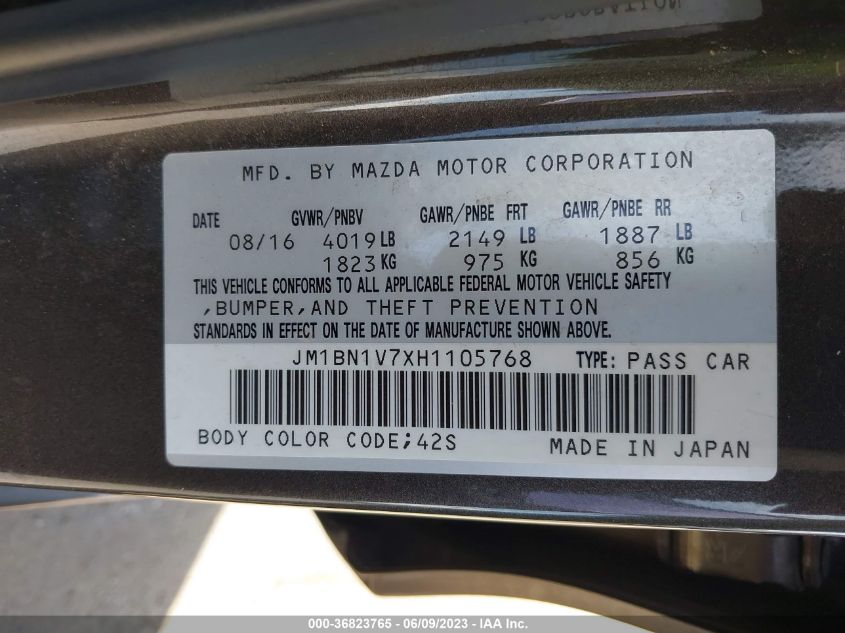 MFD. BY MAZDA MOTOR CORPORATION
DATE GVWR/PNBV GAWR/PNBE FRT GAWR/PNBE RR
08/16 4019 LB 2149 LB 1887 LB
1823 KG 975 KG 856 KG
THIS VEHICLE CONFORMS TO ALL APPLICABLE FEDERAL MOTOR VEHICLE SAFETY
,BUMPER,AND THEFT PREVENTION
STANDARDS IN EFFECT ON THE DATE OF MANUFACTURE SHOWN ABOVE.
JM1BN1V7XH1105768 TYPE: PASS CAR
BODY COLOR CODE;42S MADE IN JAPAN
000-36823765 - 06/09/2023 - © IAA, Inc.